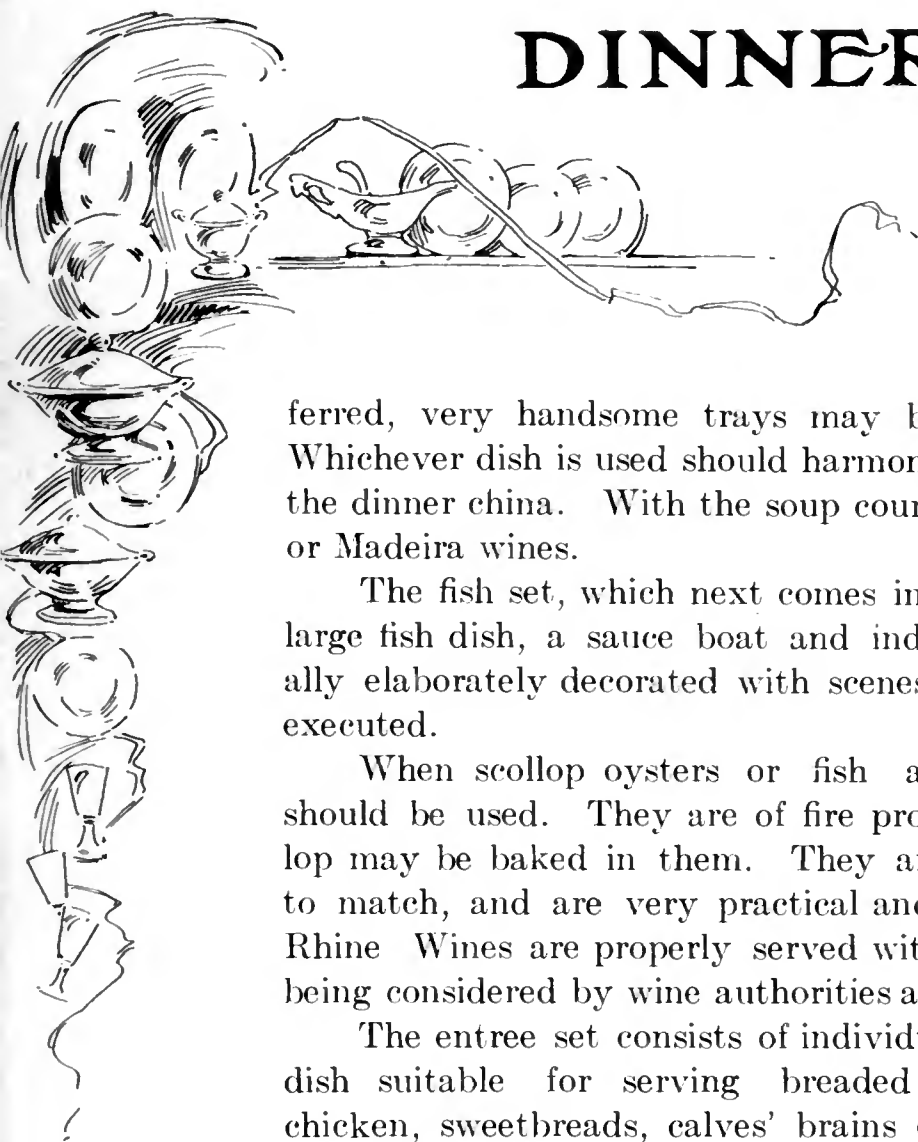 DINNER
ferred, very handsome trays may
Whichever dish is used should harmon
the dinner china. With the soup cour
or Madeira wines.
The fish set, which next comes in
large fish dish, a sauce boat and ind
ally elaborately decorated with scenes
executed.
When scollop oysters or fish a
should be used. They are of fire pro
lop may be baked in them. They a
to match, and are very practical and
Rhine Wines are properly served wit
being considered by wine authorities a
The entree set consists of individ
dish suitable for serving breaded
chicken, sweetbreads, calves' brains